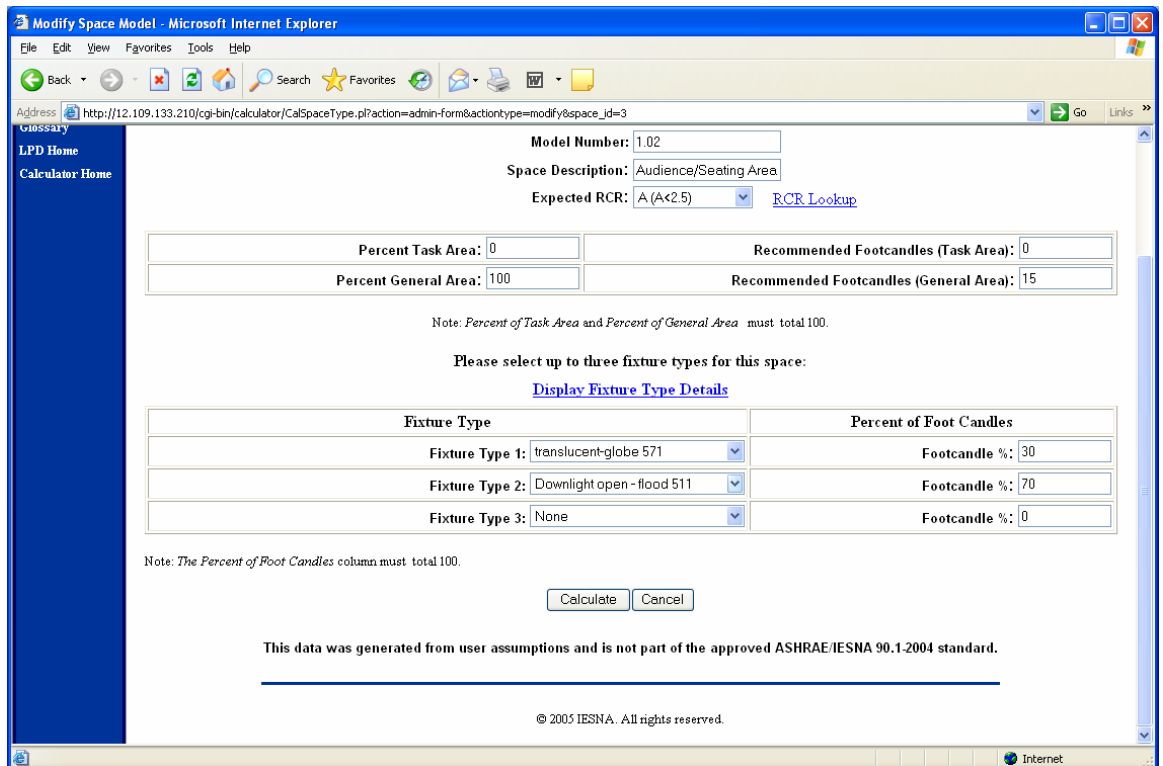 Modify Space Model - Microsoft Internet Explorer
File Edit View Favorites Tools Help
Back Search Favorites
Address http://12.109.133.210/cgi-bin/calculator/CalSpaceType.pl?action=admin-form&actiontype=modify&space_id=3 Go Links »
Glossary
LPD Home
Calculator Home
Model Number: 1.02
Space Description: Audience/Seating Area
Expected RCR: A (A<2.5) RCR Lookup
Percent Task Area: 0 Recommended Footcandles (Task Area): 0
Percent General Area: 100 Recommended Footcandles (General Area): 15
Note: Percent of Task Area and Percent of General Area must total 100.
Please select up to three fixture types for this space:
Display Fixture Type Details
Fixture Type Percent of Foot Candles
Fixture Type 1: translucent-globe 571 Footcandle %: 30
Fixture Type 2: Downlight open - flood 511 Footcandle %: 70
Fixture Type 3: None Footcandle %: 0
Note: The Percent of Foot Candles column must total 100.
Calculate Cancel
This data was generated from user assumptions and is not part of the approved ASHRAE/IESNA 90.1-2004 standard.
© 2005 IESNA. All rights reserved.
Internet